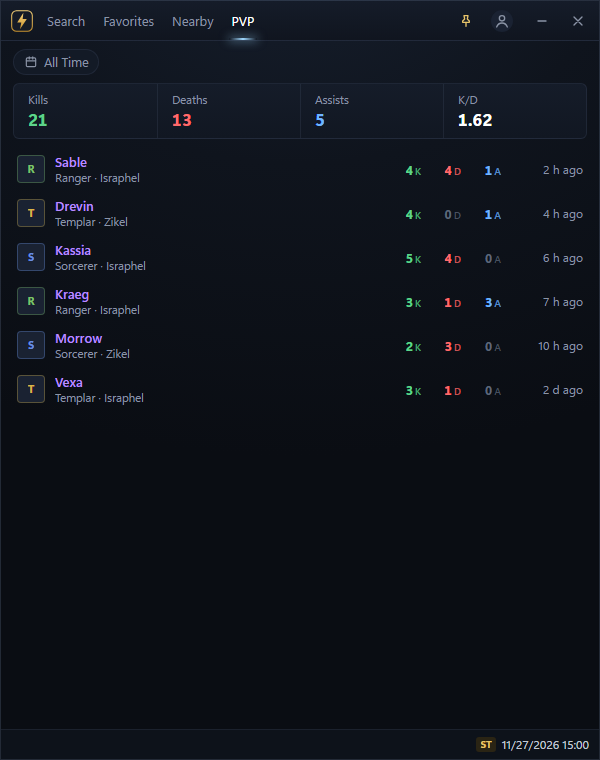 Search Favorites Nearby PVP
All Time
Kills Deaths Assists K/D
21 13 5 1.62
R Sable 4 K 4 D 1 A 2 h ago
Ranger · Israphel
T Drevin 4 K 0 D 1 A 4 h ago
Templar · Zikel
S Kassia 5 K 4 D 0 A 6 h ago
Sorcerer · Israphel
R Kraeg 3 K 1 D 3 A 7 h ago
Ranger · Israphel
S Morrow 2 K 3 D 0 A 10 h ago
Sorcerer · Zikel
T Vexa 3 K 1 D 0 A 2 d ago
Templar · Israphel
ST 11/27/2026 15:00